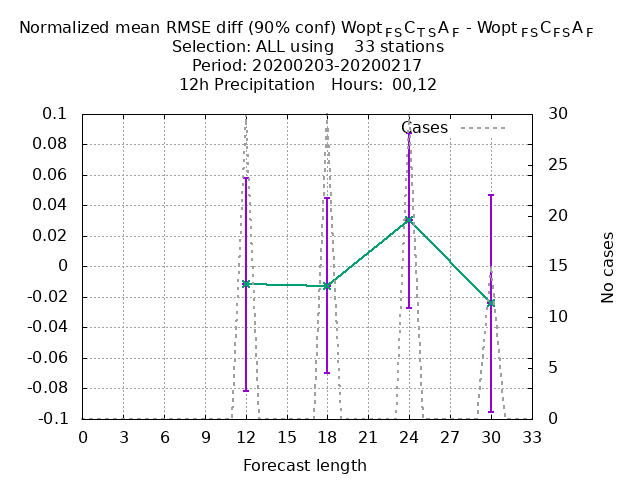 Normalized mean RMSE diff (90% conf) Wopt FS C TS A F - Wopt FS C FS A F
Selection: ALL using 33 stations
Period: 20200203-20200217
12h Precipitation Hours: 00,12
Cases
0.1
0.08
0.06
0.04
0.02
0
-0.02
-0.04
-0.06
-0.08
-0.1
30
25
20
15
10
5
0
No cases
0 3 6 9 12 15 18 21 24 27 30 33
Forecast length